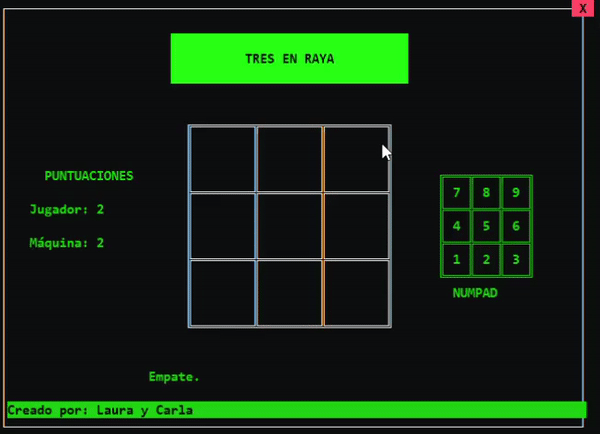 X
TRES EN RAYA
PUNTUACIONES
Jugador: 2
Máquina: 2
7 8 9
4 5 6
1 2 3
NUMPAD
Empate.
Creado por: Laura y Carla